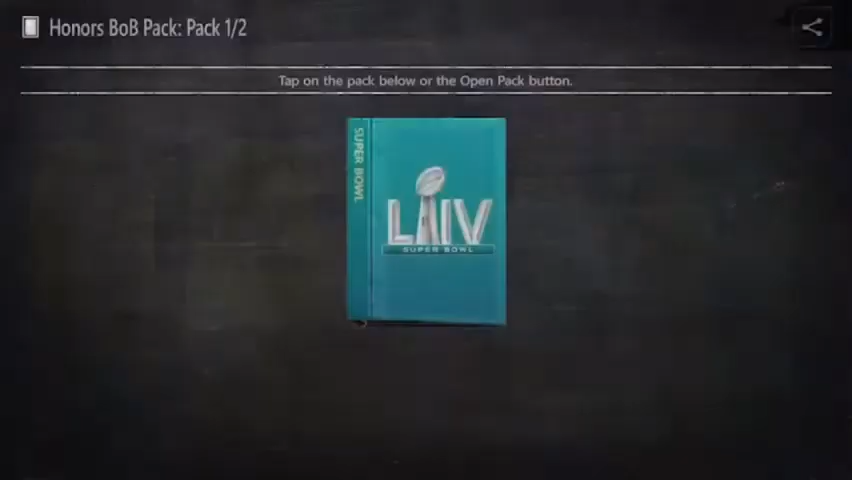 Honors BoB Pack: Pack 1/2
Tap on the pack below or the Open Pack button.
SUPER BOWL
LIV
SUPER BOWL